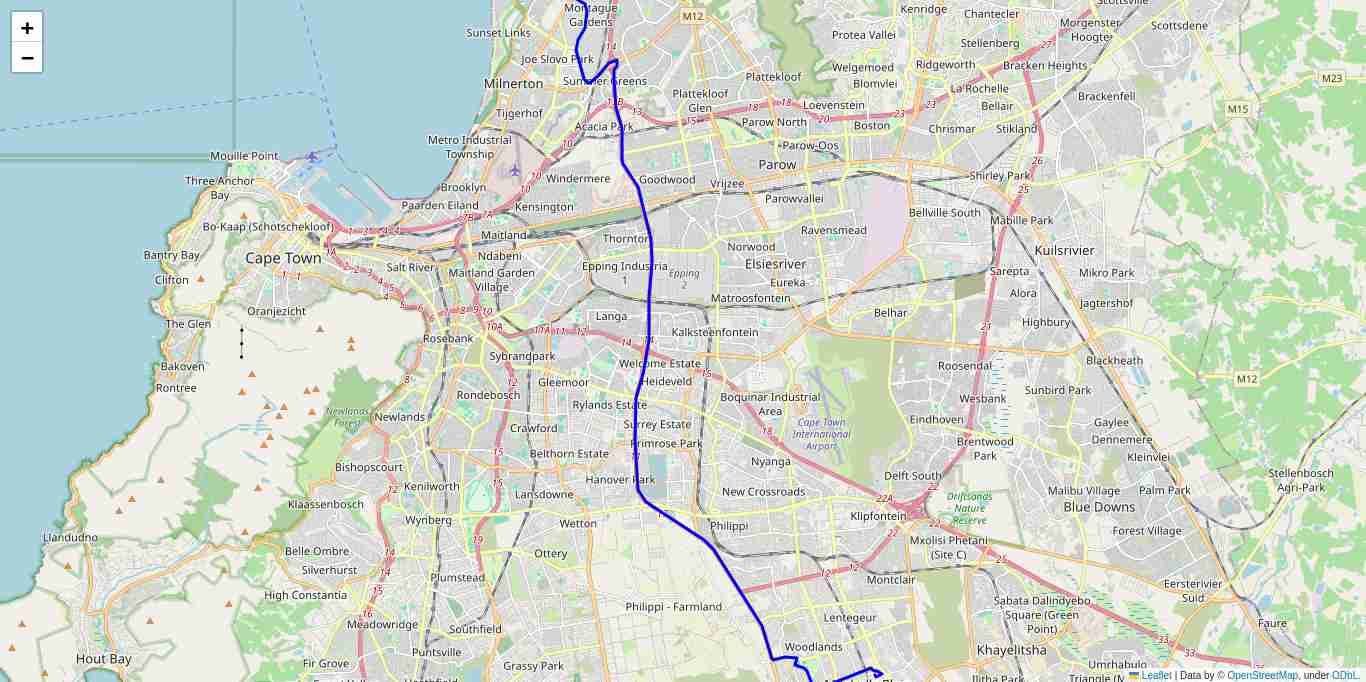 +
−
Montague
Gardens
M12
Kenridge
Chantecler
Scottsville
Morgenster
Hoogte
Scottsdene
Sunset Links
Protea Vallei
Stellenberg
14
27
Joe Slovo Park
Welgemoed
Ridgeworth
Bracken Heights
Milnerton
Summer Greens
Plattekloof
Blomvlei
La Rochelle
M23
Plattekloof
Glen
Loevenstein
Bellair
Brackenfell
M15
Tijgerhof
Acacia Park
Parow North
Boston
Chrismar
Stikland
Metro Industrial
Township
Parow-Oos
Mouille Point
Parow
26
Three Anchor
Bay
Brooklyn
Windermere
Goodwood
Vrijzee
Shirley Park
25
Paarden Eiland
Kensington
Parowvallei
Bellville South
Mabille Park
Bo-Kaap (Schotschekloof)
Maitland
Thornton
Ravensmead
Norwood
Kuilsrivier
Bantry Bay
Cape Town
Salt River
Ndabeni
Epping Industria
1
Epping
2
Elsiesriver
Sarepta
Mikro Park
Clifton
Maitland Garden
Village
Eureka
Matroosfontein
Alora
Jagtershof
Oranjezicht
Langa
Belhar
Highbury
The Glen
Rosebank
10A
Kalksteenfontein
21
Sybrandpark
Welcome Estate
Blackheath
Bakoven
Roosendal
M12
Rontree
Gleemoor
Heideveld
Sunbird Park
Rondebosch
Boquinar Industrial
Area
Wesbank
Newlands
Forest
Newlands
Rylands Estate
Eindhoven
Gaylee
Crawford
Surrey Estate
Cape Town
International
Airport
Brentwood
Park
Dennemere
Primrose Park
Kleinvlei
Bishopscourt
Belthorn Estate
Nyanga
Delft South
Stellenbosch
Agri-Park
Kenilworth
Hanover Park
Lansdowne
New Crossroads
22A
Driftsands
Nature
Reserve
Malibu Village
Palm Park
Klaassenbosch
Blue Downs
Wynberg
Wetton
Philippi
Klipfontein
Forest Village
Llandudno
Mxolisi Phetani
(Site C)
Belle Ombre
Ottery
Silverhurst
Plumstead
12
Montclair
Eersterivier
Suid
High Constantia
Philippi - Farmland
Sabata Dalindyebo
Square (Green
Point)
Lentegeur
Faure
Meadowridge
Southfield
Woodlands
Khayelitsha
33
Hout Bay
Fir Grove
Puntsville
Grassy Park
Umrhabulo
Triangle (M
Leaflet | Data by © OpenStreetMap, under ODbL.